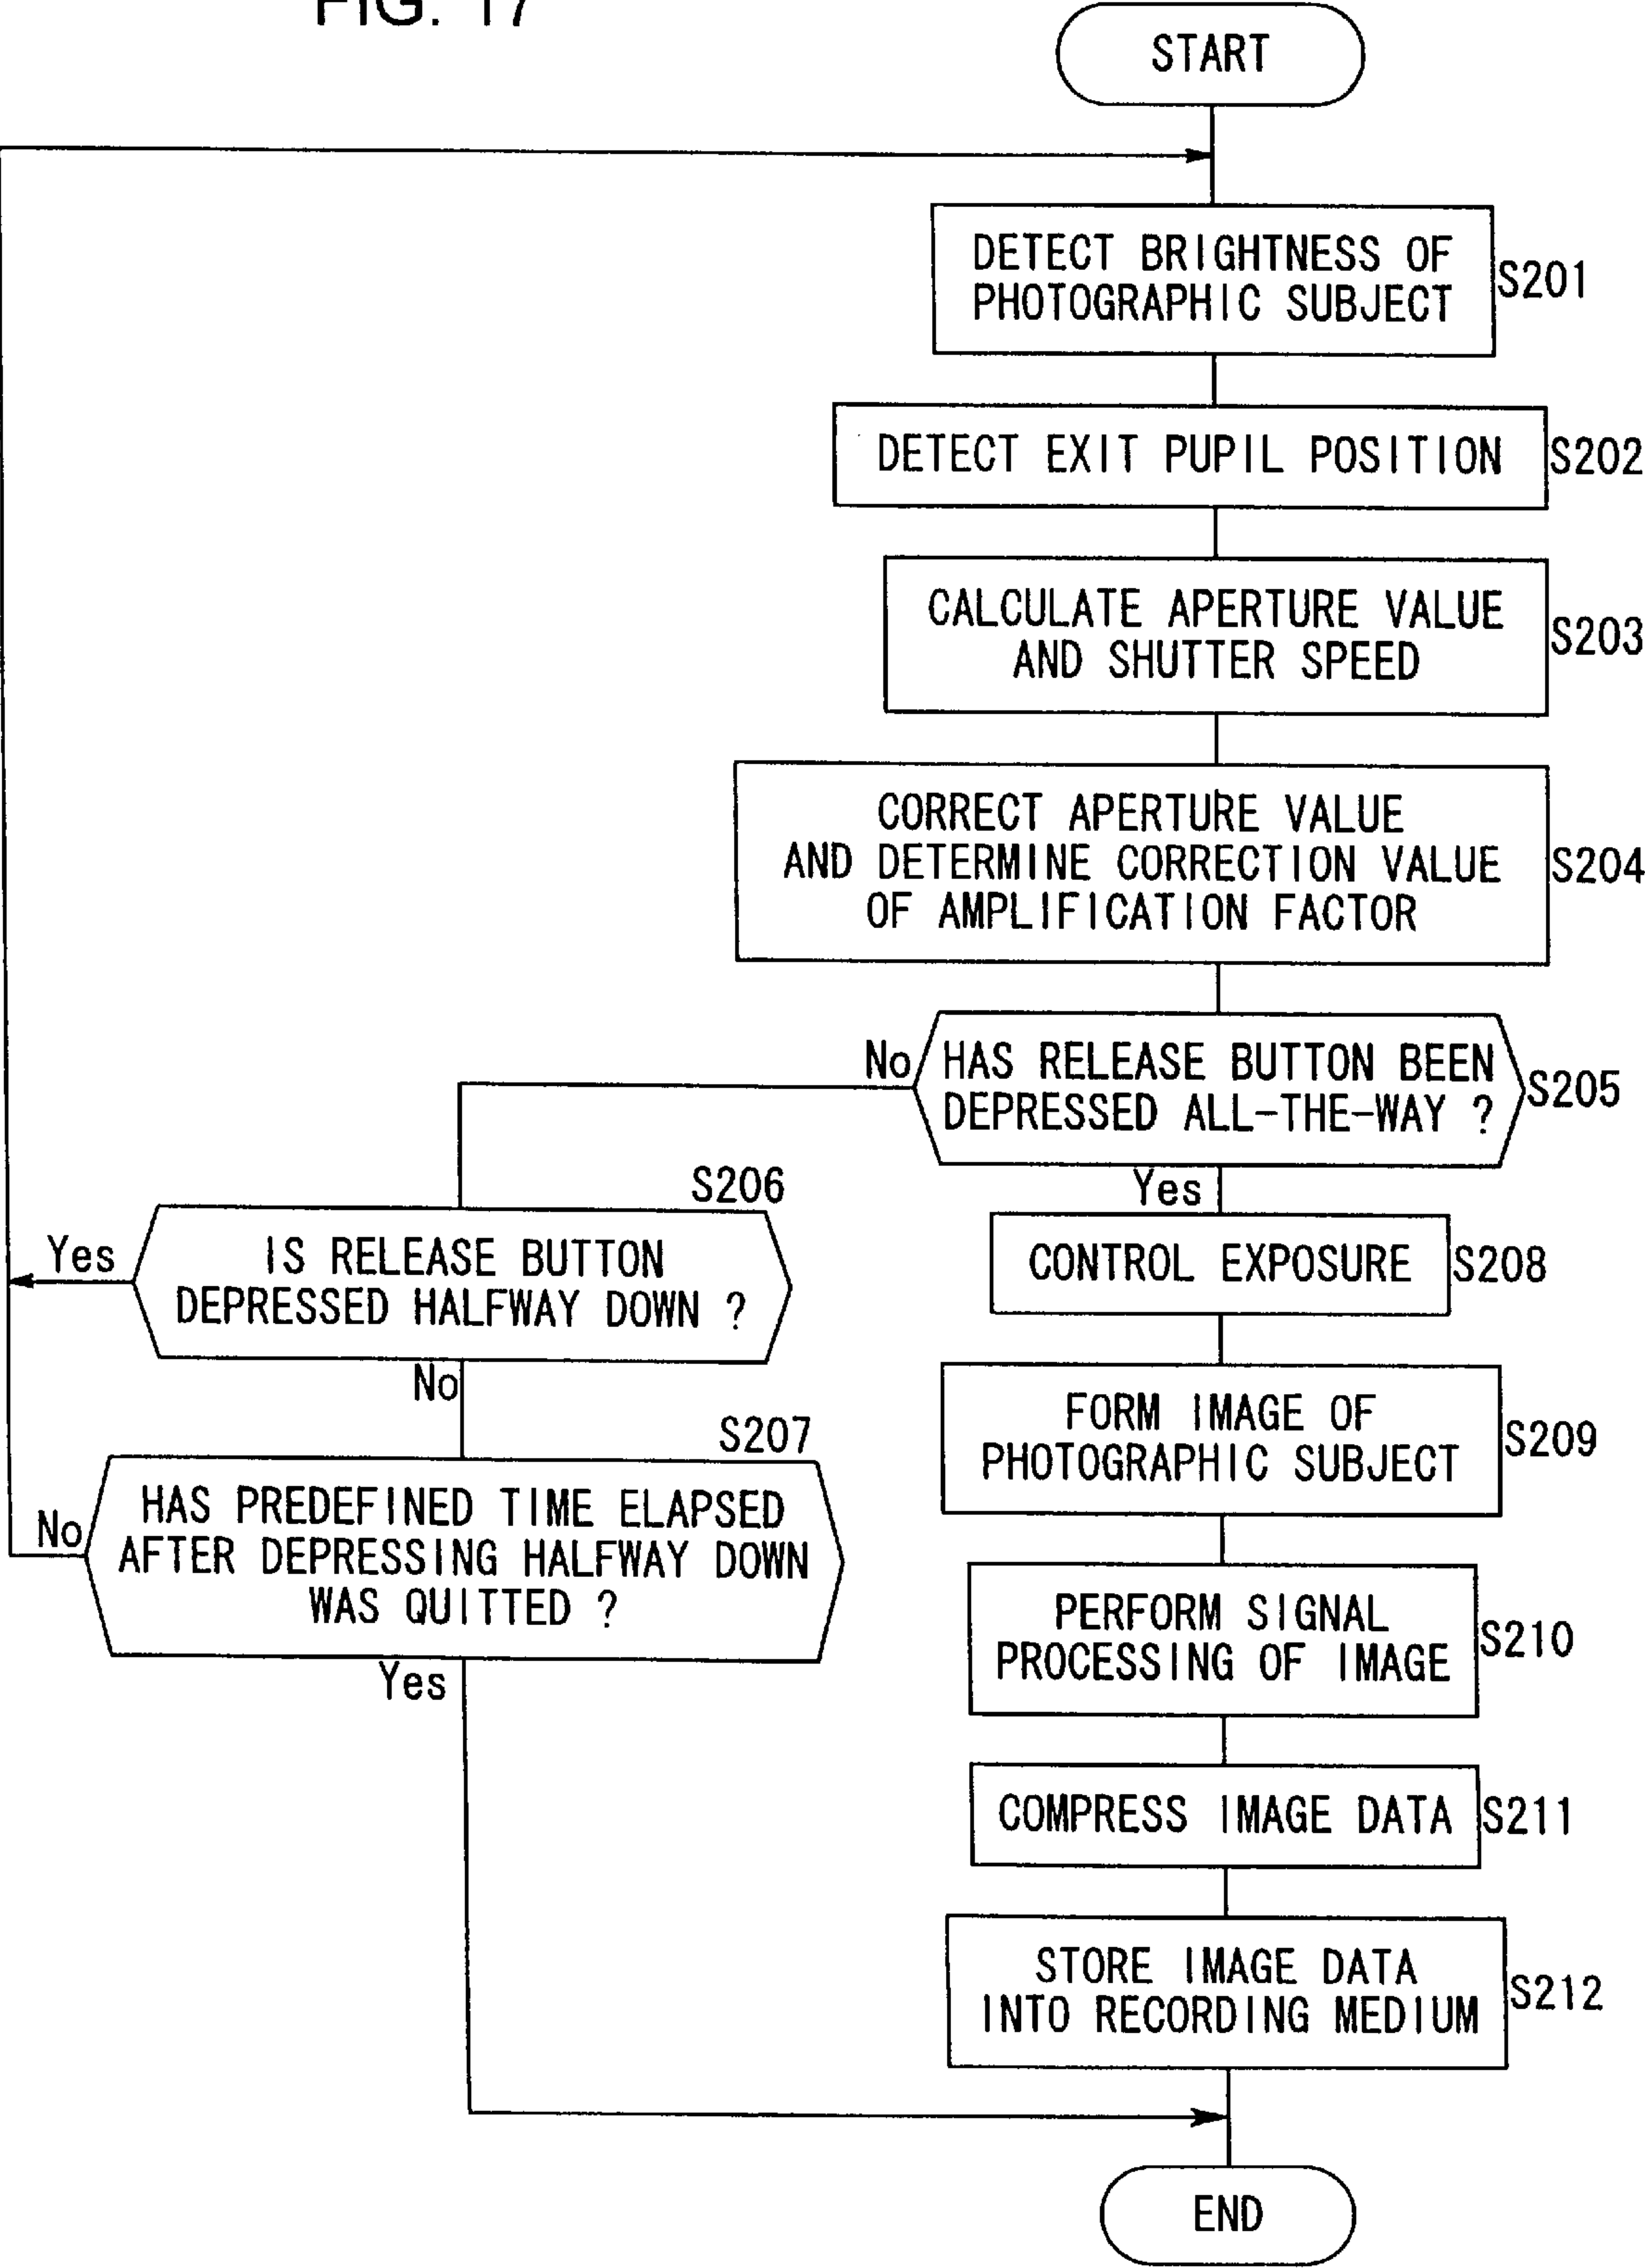 FIG. 17
START
DETECT BRIGHTNESS OF
PHOTOGRAPHIC SUBJECT
S201
DETECT EXIT PUPIL POSITION
S202
CALCULATE APERTURE VALUE
AND SHUTTER SPEED
S203
CORRECT APERTURE VALUE
AND DETERMINE CORRECTION VALUE
OF AMPLIFICATION FACTOR
S204
No
HAS RELEASE BUTTON BEEN
DEPRESSED ALL-THE-WAY ?
S205
Yes
S206
Yes
IS RELEASE BUTTON
DEPRESSED HALFWAY DOWN ?
No
S207
No
HAS PREDEFINED TIME ELAPSED
AFTER DEPRESSING HALFWAY DOWN
WAS QUITTED ?
Yes
CONTROL EXPOSURE
S208
FORM IMAGE OF
PHOTOGRAPHIC SUBJECT
S209
PERFORM SIGNAL
PROCESSING OF IMAGE
S210
COMPRESS IMAGE DATA
S211
STORE IMAGE DATA
INTO RECORDING MEDIUM
S212
END